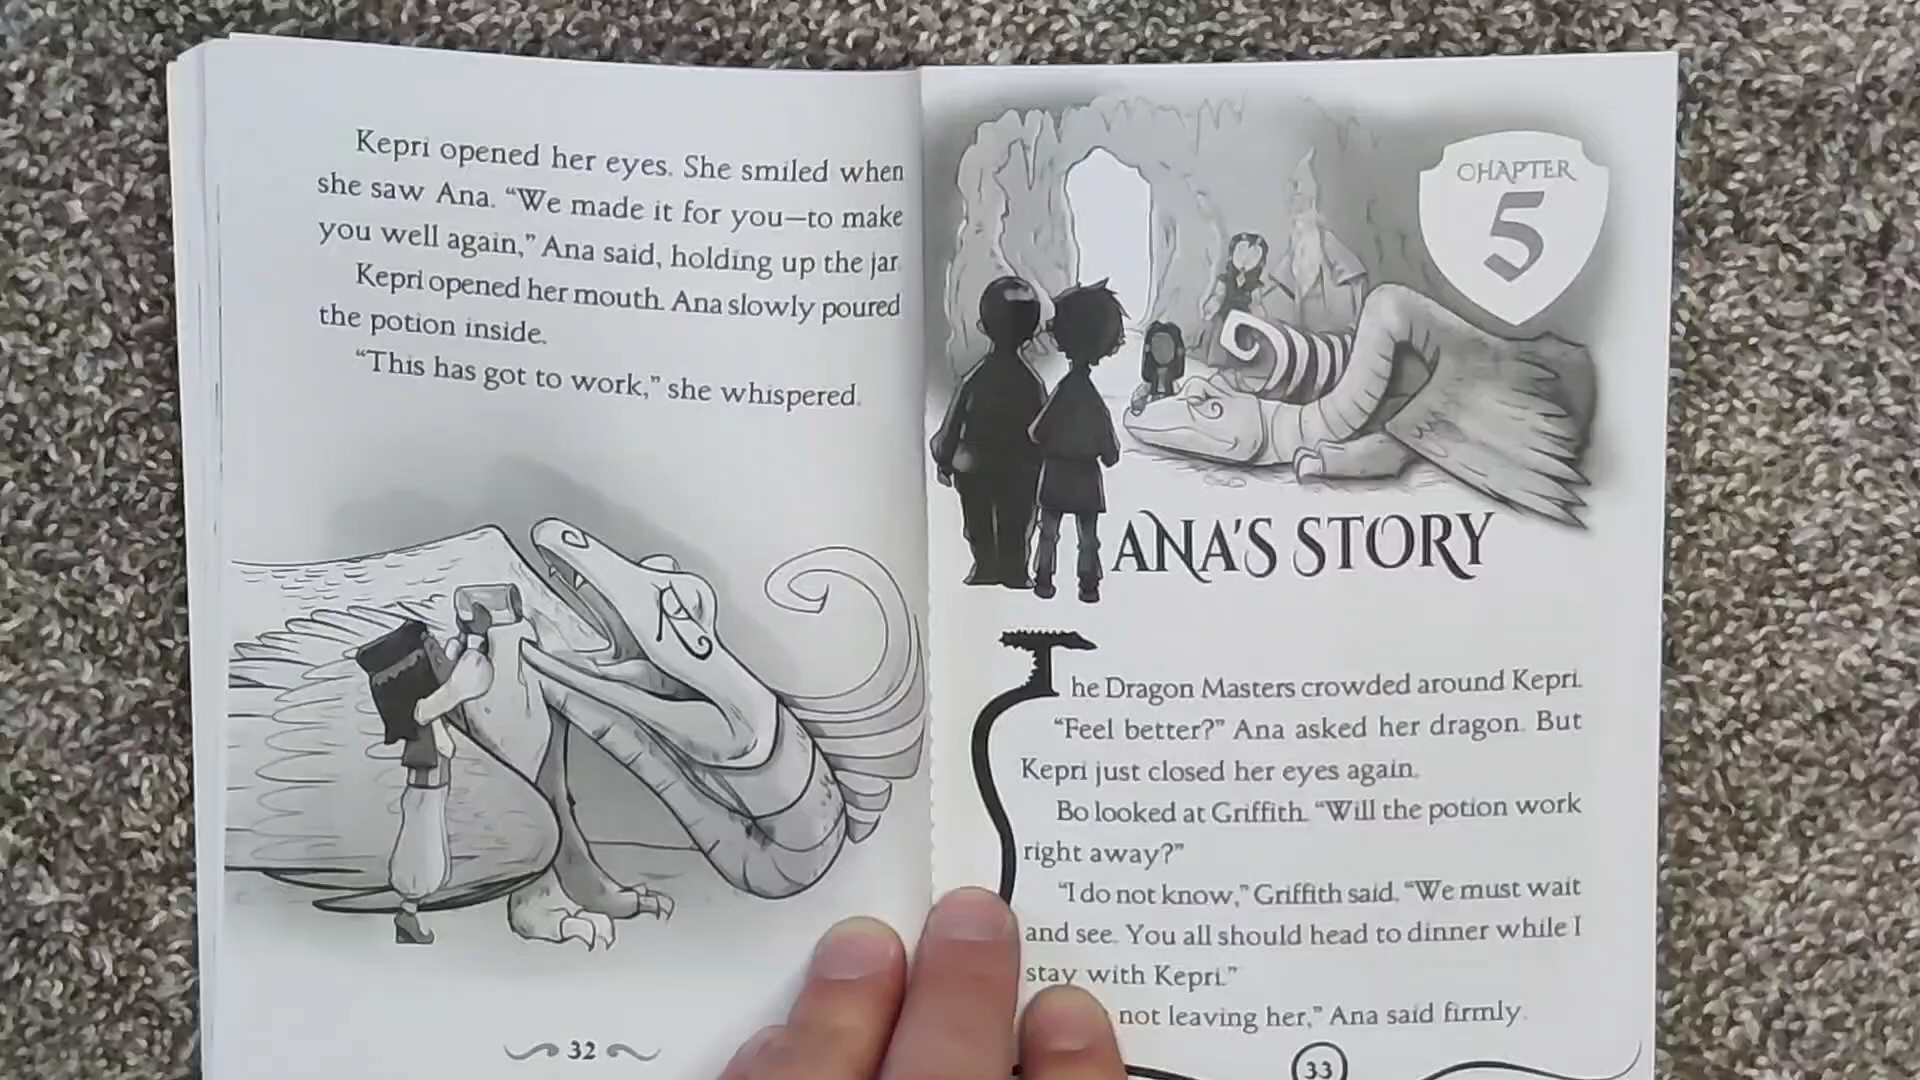 Kepri opened her eyes. She smiled when
she saw Ana. “We made it for you—to make
you well again,” Ana said, holding up the jar.
Kepri opened her mouth. Ana slowly poured
the potion inside.
“This has got to work,” she whispered.
32
CHAPTER
5
ANA’S STORY
The Dragon Masters crowded around Kepri.
“Feel better?” Ana asked her dragon. But
Kepri just closed her eyes again.
Bo looked at Griffith. “Will the potion work
right away?”
“I do not know,” Griffith said. “We must wait
and see. You all should head to dinner while I
stay with Kepri.”
not leaving her,” Ana said firmly.
33